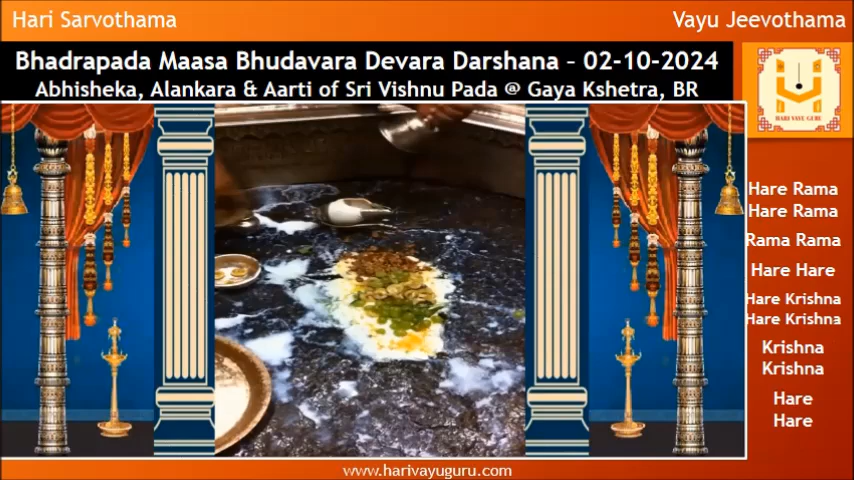 Hari Sarvothama
Vayu Jeevothama
Bhadrapada Maasa Bhudavara Devara Darshana – 02-10-2024
Abhisheka, Alankara & Aarti of Sri Vishnu Pada @ Gaya Kshetra, BR
HARI VAYU GURU
Hare Rama
Hare Rama
Rama Rama
Hare Hare
Hare Krishna
Hare Krishna
Krishna
Krishna
Hare
Hare
www.harivayuguru.com